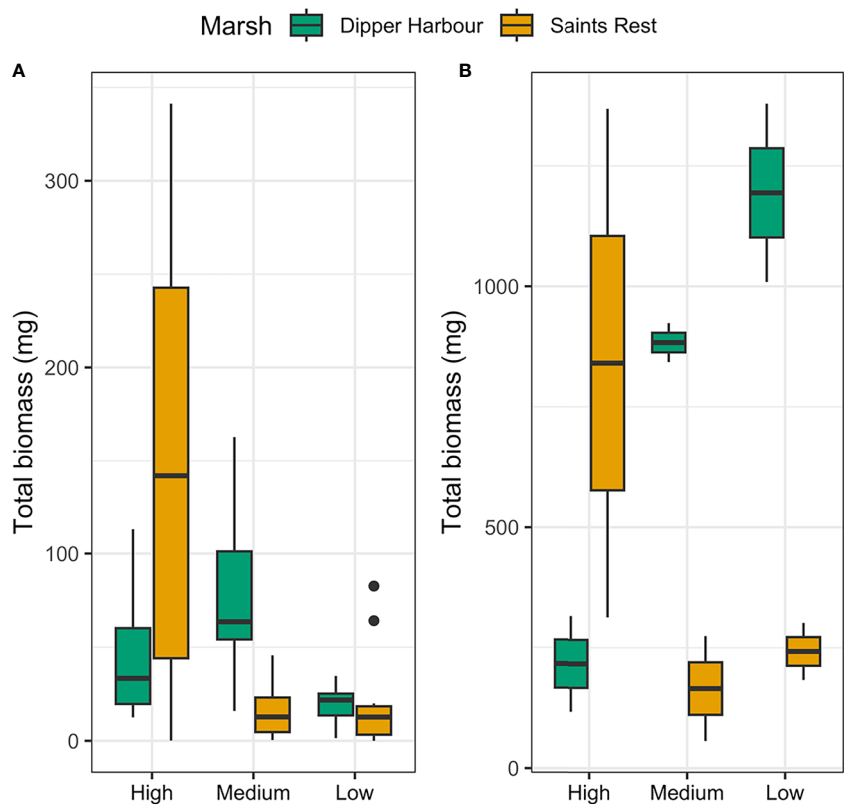 Marsh Dipper Harbour Saints Rest
A
B
Total biomass (mg)
300
200
100
0
High Medium Low
Total biomass (mg)
1000
500
0
High Medium Low